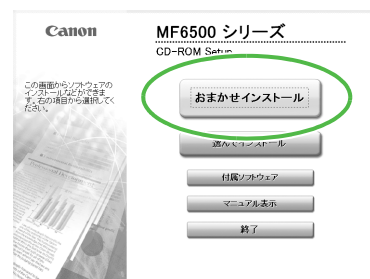 Canon
MF6500 シリーズ
CD-ROM Setup
この画面からソフトウェアの
インストールなどができま
す。右の項目から選択してく
ださい。
おまかせインストール
選んでインストール
付属ソフトウェア
マニュアル表示
終了